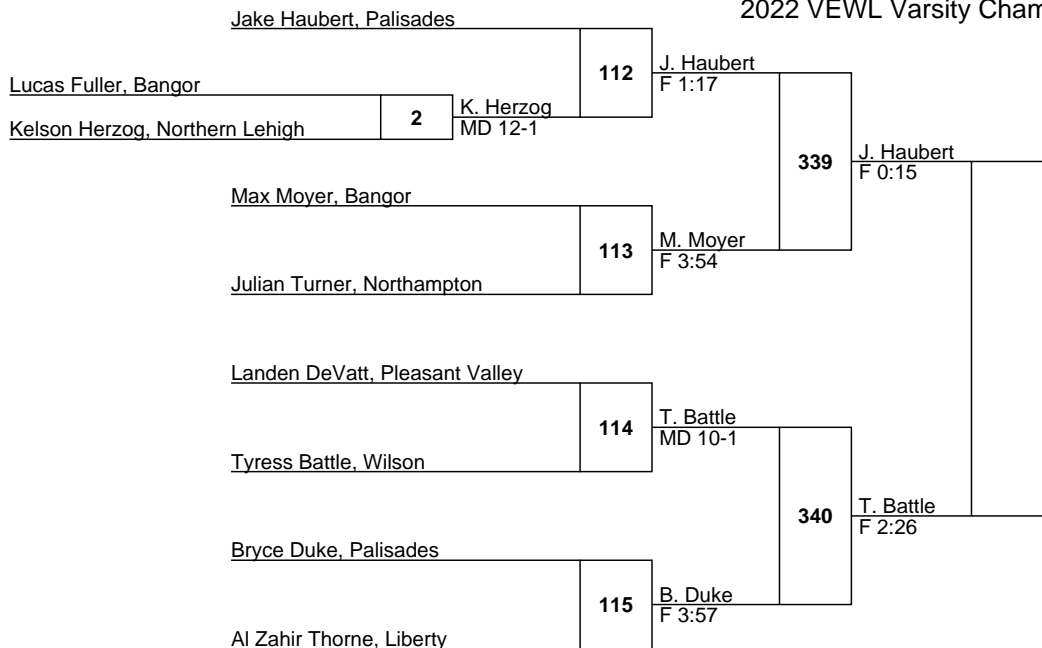 2022 VEWL Varsity Cham
Jake Haubert, Palisades
112
J. Haubert
F 1:17
Lucas Fuller, Bangor
2
K. Herzog
MD 12-1
Kelson Herzog, Northern Lehigh
339
J. Haubert
F 0:15
Max Moyer, Bangor
113
M. Moyer
F 3:54
Julian Turner, Northampton
Landen DeVatt, Pleasant Valley
114
T. Battle
MD 10-1
Tyress Battle, Wilson
340
T. Battle
F 2:26
Bryce Duke, Palisades
115
B. Duke
F 3:57
Al Zahir Thorne, Liberty